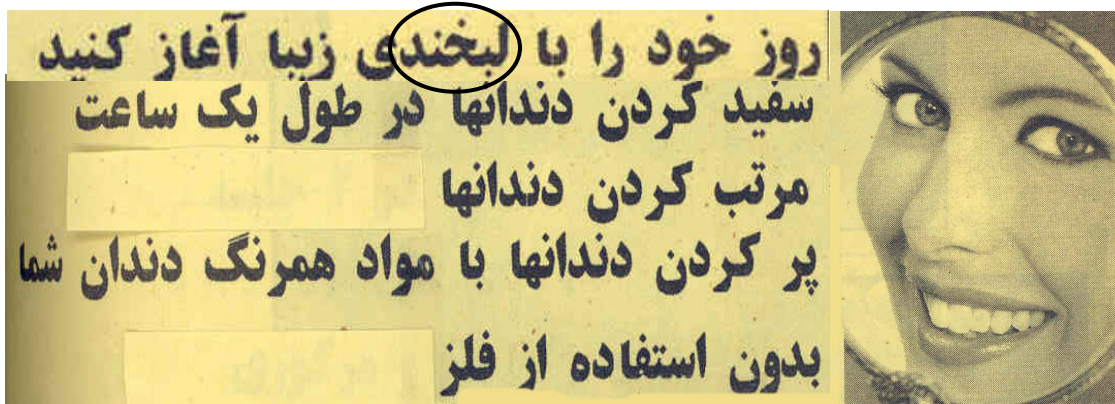 روز خود را با لبخندی زیبا آغاز کنید
سفید کردن دندانها در طول یک ساعت
مرتب کردن دندانها
پر کردن دندانها با مواد همرنگ دندان شما
بدون استفاده از فلز